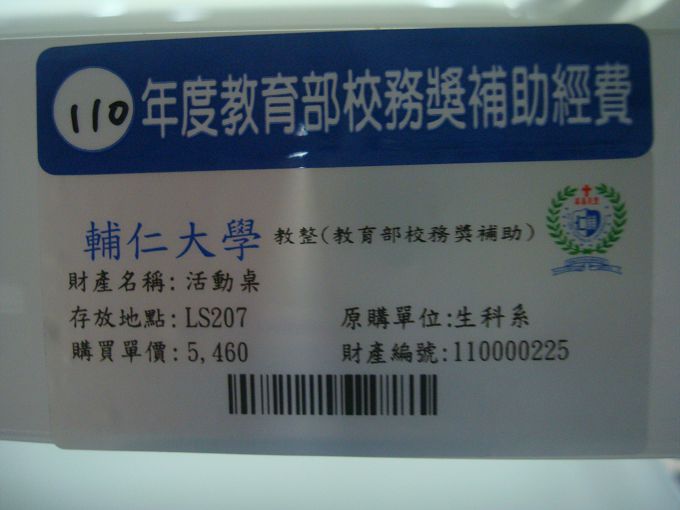 110年度教育部校務獎補助經費
輔仁大學 教整(教育部校務獎補助)
財產名稱:活動桌
存放地點:LS207 原購單位:生科系
購買單價:5,460 財產編號:110000225